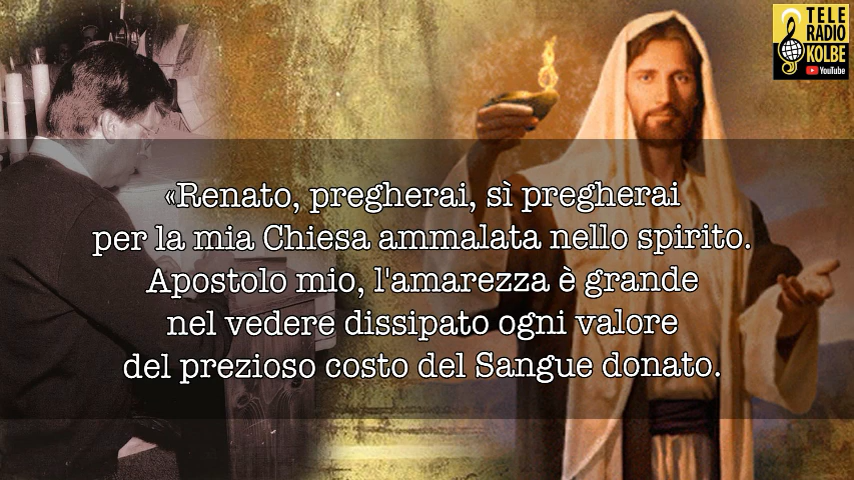 TELE
RADIO
KOLBE
YouTube
«Renato, pregherai, sì pregherai
per la mia Chiesa ammalata nello spirito.
Apostolo mio, l'amarezza è grande
nel vedere dissipato ogni valore
del prezioso costo del Sangue donato.